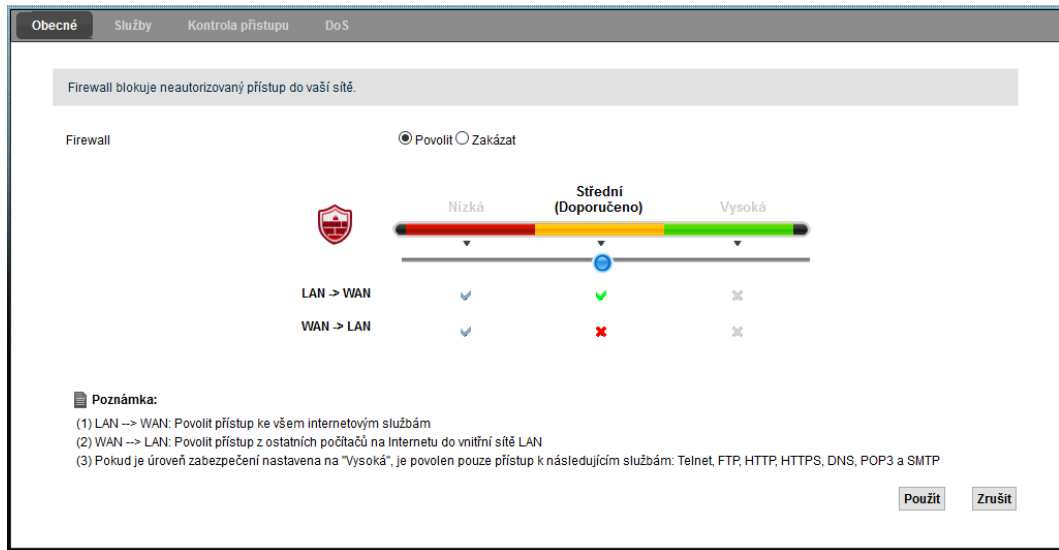 Obecné Služby Kontrola přístupu DoS
Firewall blokuje neautorizovaný přístup do vaší sítě.
Firewall Povolit Zakázat
Nízká Střední (Doporučeno) Vysoká
LAN -> WAN
WAN -> LAN
Poznámka:
(1) LAN --> WAN: Povolit přístup ke všem internetovým službám
(2) WAN --> LAN: Povolit přístup z ostatních počítačů na Internetu do vnitřní sítě LAN
(3) Pokud je úroveň zabezpečení nastavena na "Vysoká", je povolen pouze přístup k následujícím službám: Telnet, FTP, HTTP, HTTPS, DNS, POP3 a SMTP
Použít Zrušit